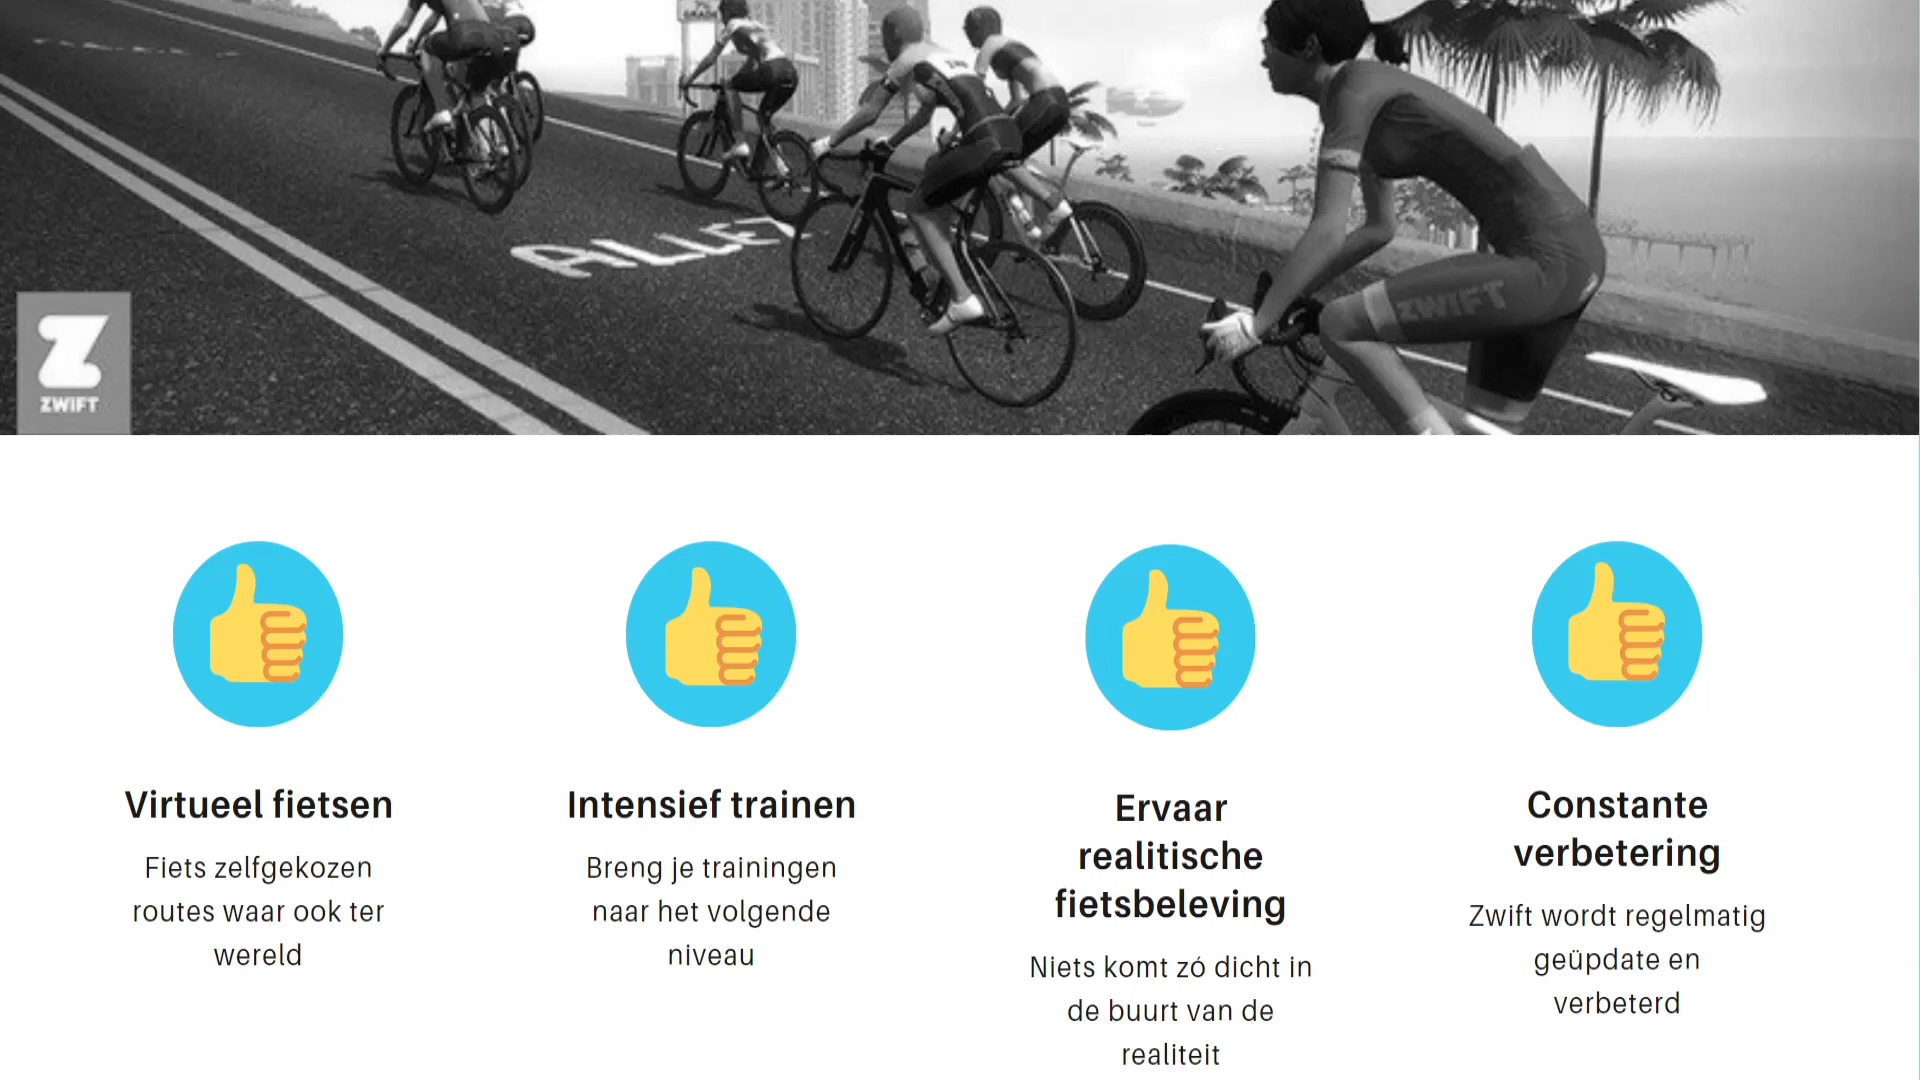 ALLEZ
ZWIFT
ZWIFT
Virtueel fietsen
Fiets zelfgekozen
routes waar ook ter
wereld
Intensief trainen
Breng je trainingen
naar het volgende
niveau
Ervaar
realitische
fietsbeleving
Niets komt zó dicht in
de buurt van de
realiteit
Constante
verbetering
Zwift wordt regelmatig
geüpdate en
verbeterd